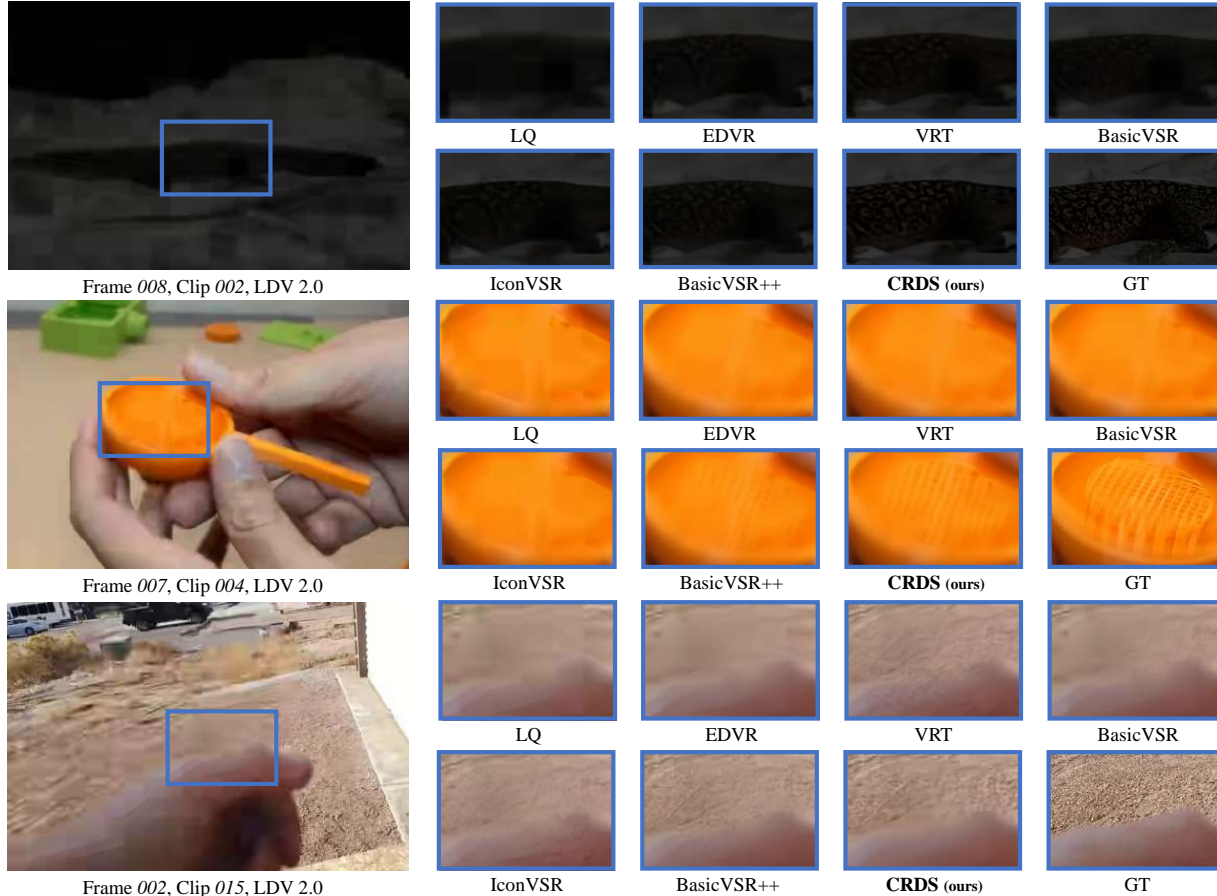 LQ EDVR VRT BasicVSR
IconVSR BasicVSR++ CRDS (ours) GT
Frame 008, Clip 002, LDV 2.0
LQ EDVR VRT BasicVSR
IconVSR BasicVSR++ CRDS (ours) GT
Frame 007, Clip 004, LDV 2.0
LQ EDVR VRT BasicVSR
IconVSR BasicVSR++ CRDS (ours) GT
Frame 002, Clip 015, LDV 2.0